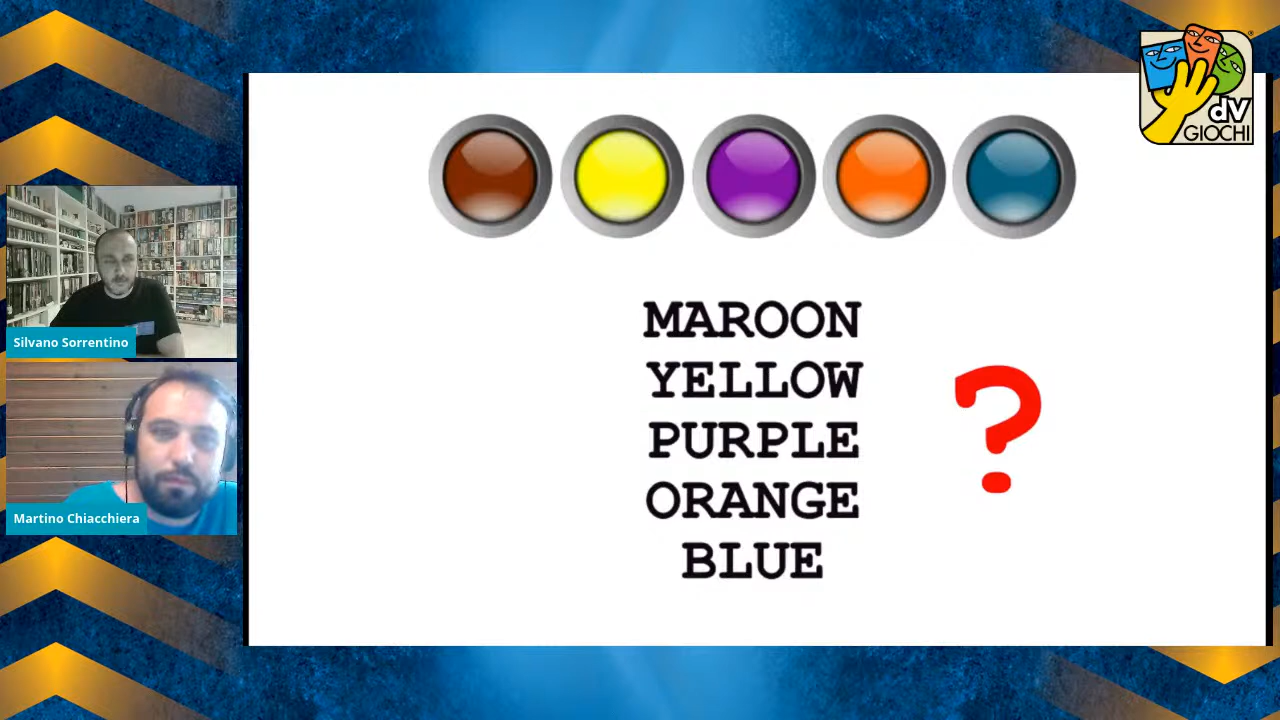 dv
GIOCHI
MAROON
YELLOW
PURPLE
ORANGE
BLUE
?
Silvano Sorrentino
Martino Chiacchiera